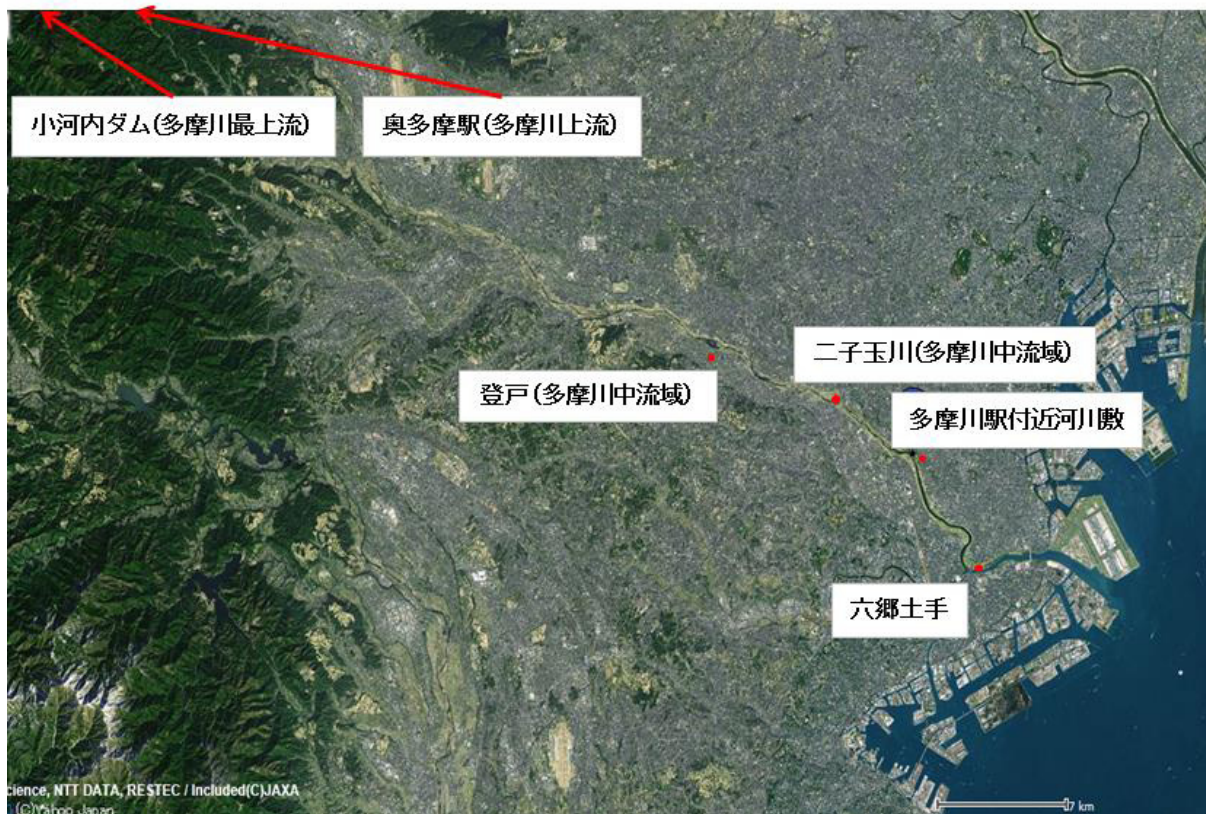 小河内ダム(多摩川最上流)
奥多摩駅(多摩川上流)
二子玉川(多摩川中流域)
登戸(多摩川中流域)
多摩川駅付近河川敷
六郷土手
cience, NTT DATA, RESTEC / Included(C)JAXA
(C)Yahoo Japan
7 km